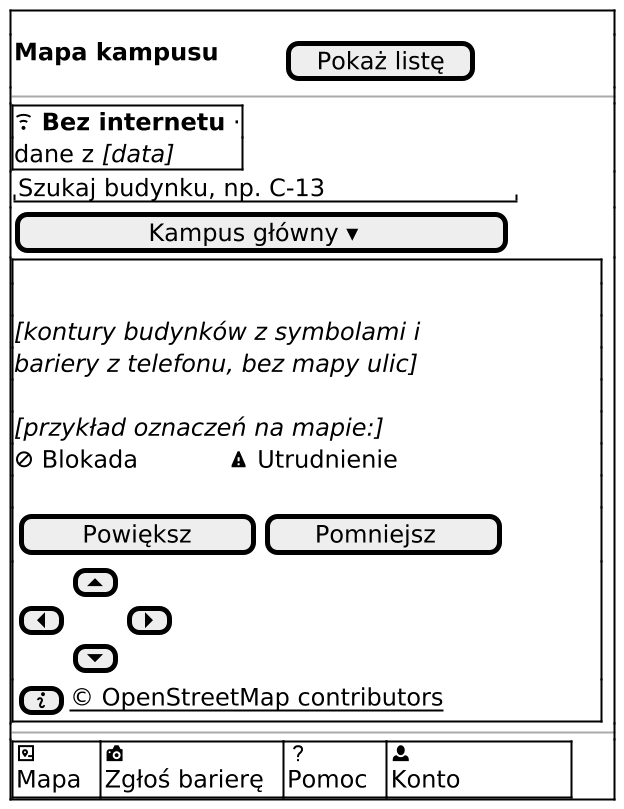 Mapa kampusu
Pokaż listę
Bez internetu ·
dane z [data]
Szukaj budynku, np. C-13
Kampus główny ▾
[kontury budynków z symbolami i
bariery z telefonu, bez mapy ulic]
[przykład oznaczeń na mapie:]
Blokada Utrudnienie
Powiększ Pomniejsz
© OpenStreetMap contributors
Mapa Zgłoś barierę Pomoc Konto